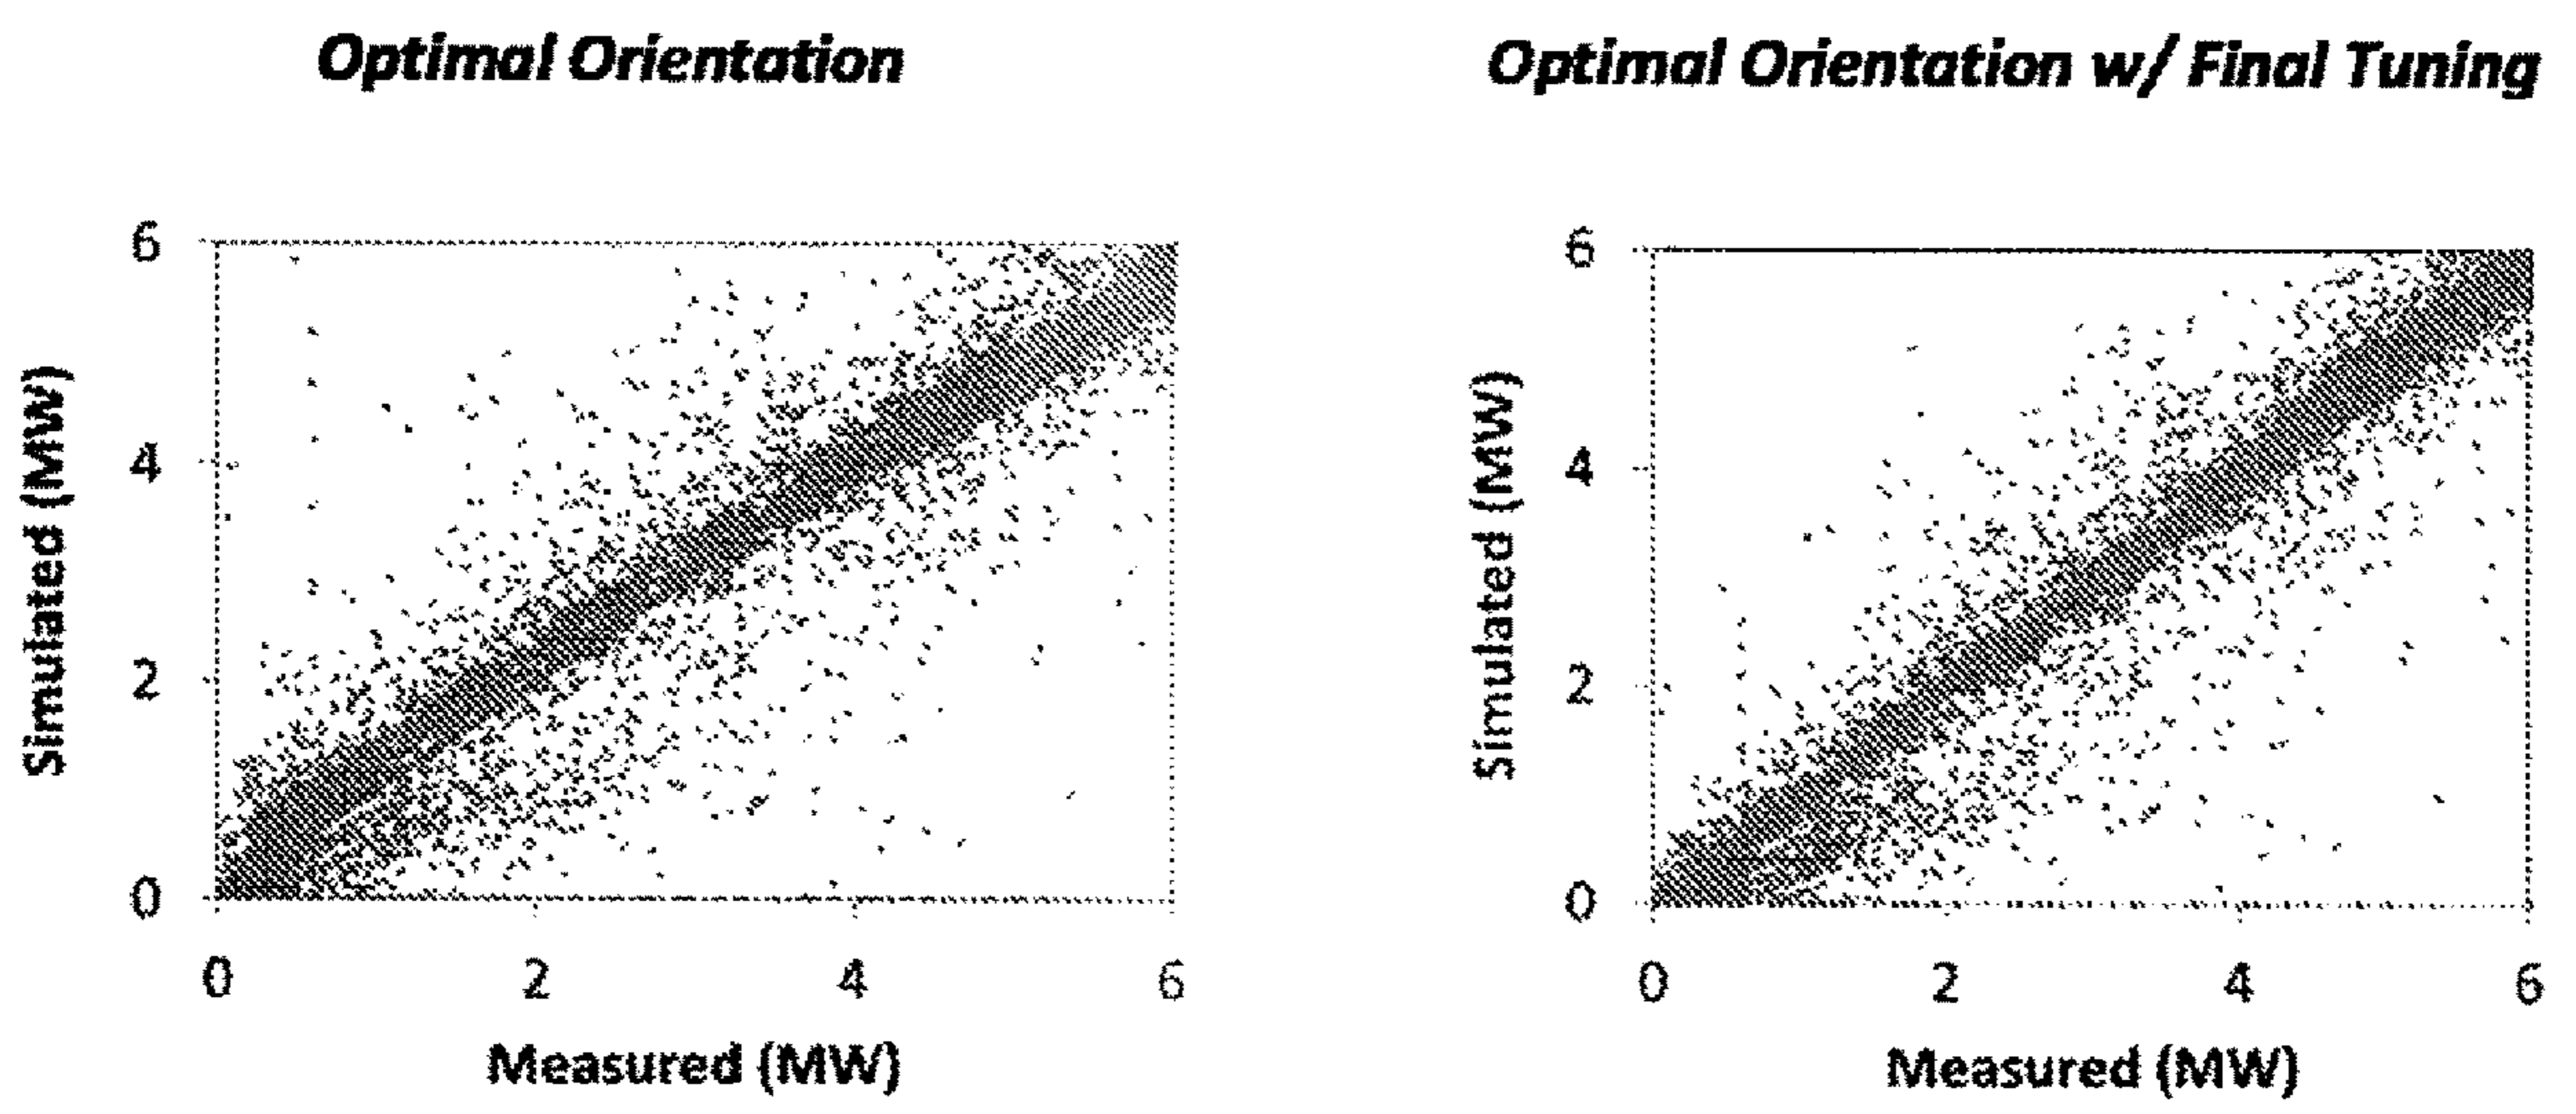 Optimal Orientation
Optimal Orientation w/ Final Tuning
6
4
2
0
Simulated (MW)
0 2 4 6
Measured (MW)
6
4
2
0
Simulated (MW)
0 2 4 6
Measured (MW)